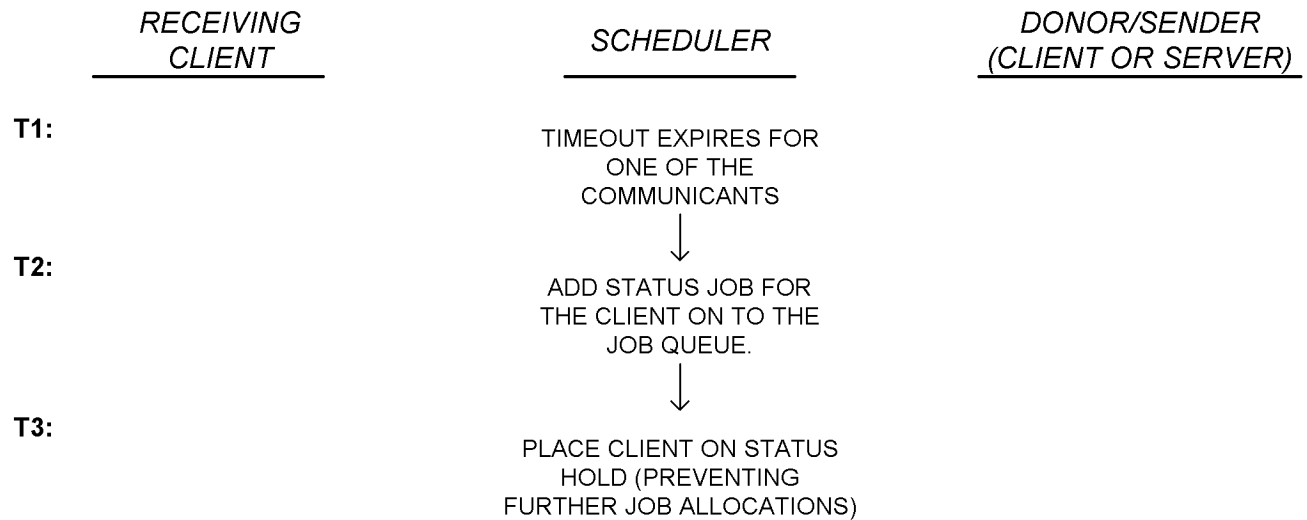 RECEIVING
CLIENT
SCHEDULER
DONOR/SENDER
(CLIENT OR SERVER)
T1:
TIMEOUT EXPIRES FOR
ONE OF THE
COMMUNICANTS
T2:
ADD STATUS JOB FOR
THE CLIENT ON TO THE
JOB QUEUE.
T3:
PLACE CLIENT ON STATUS
HOLD (PREVENTING
FURTHER JOB ALLOCATIONS)